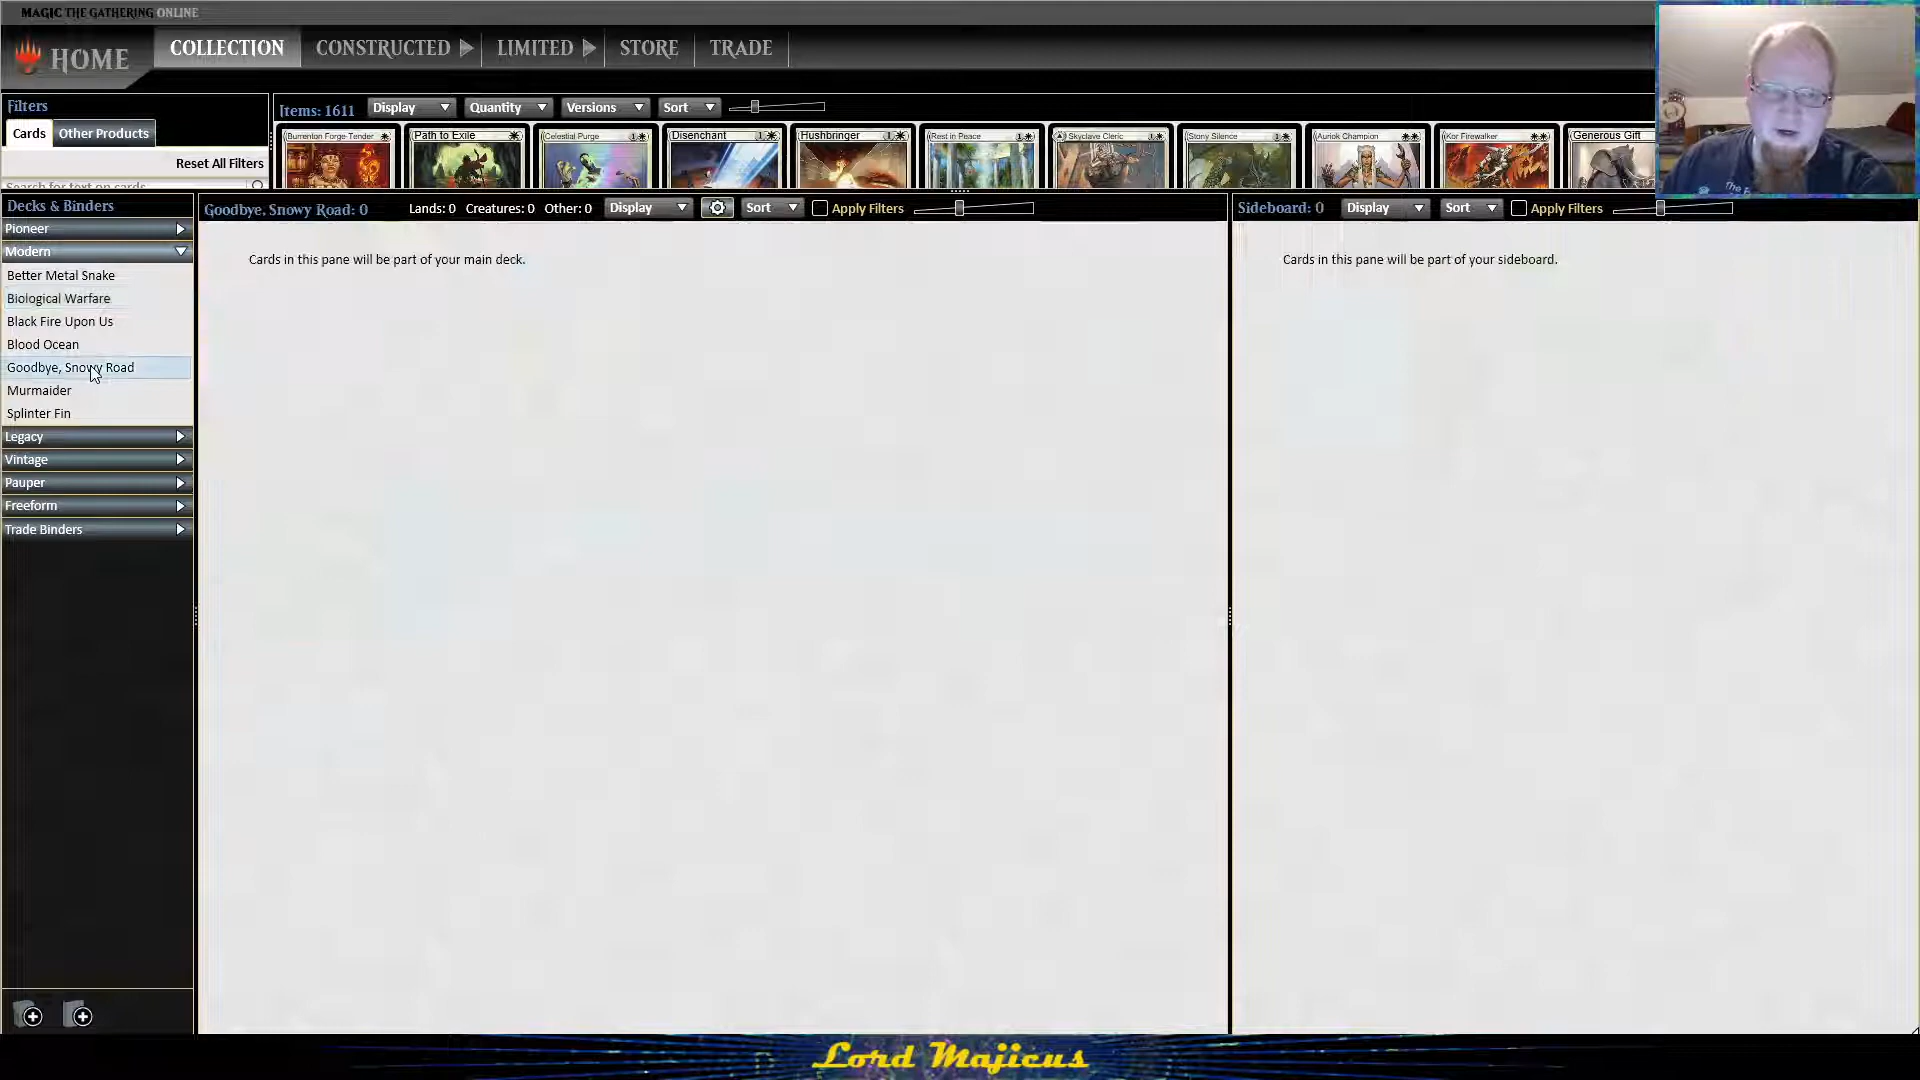 MAGIC THE GATHERING ONLINE
HOME
COLLECTION
CONSTRUCTED
LIMITED
STORE
TRADE
Filters
Cards
Other Products
Reset All Filters
Search for text on cards
Items: 1611
Display
Quantity
Versions
Sort
Burrenton Forge-Tender
Path to Exile
Celestial Purge
Disenchant
Hushbringer
Rest in Peace
Skyclave Cleric
Stony Silence
Auriok Champion
Kor Firewalker
Generous Gift
Decks & Binders
Pioneer
Modern
Better Metal Snake
Biological Warfare
Black Fire Upon Us
Blood Ocean
Goodbye, Snowy Road
Murmaider
Splinter Fin
Legacy
Vintage
Pauper
Freeform
Trade Binders
Goodbye, Snowy Road: 0
Lands: 0 Creatures: 0 Other: 0
Display
Sort
Apply Filters
Cards in this pane will be part of your main deck.
Sideboard: 0
Display
Sort
Apply Filters
Cards in this pane will be part of your sideboard.
Lord Majicus